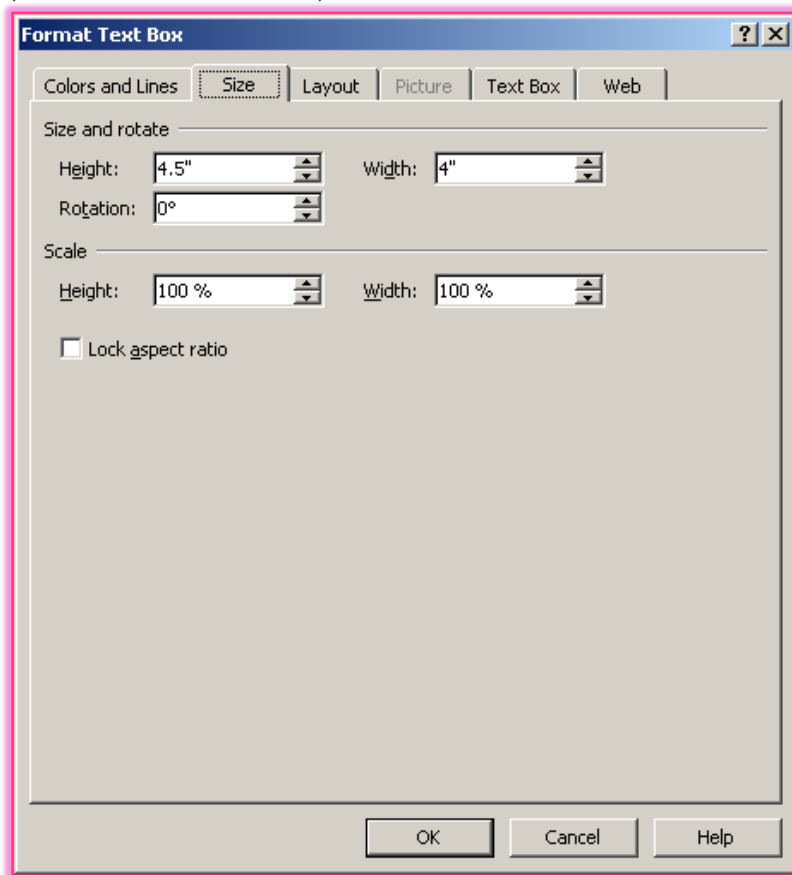 Format Text Box
Colors and Lines Size Layout Picture Text Box Web
Size and rotate
Height: 4.5" Width: 4"
Rotation: 0°
Scale
Height: 100 % Width: 100 %
Lock aspect ratio
OK Cancel Help